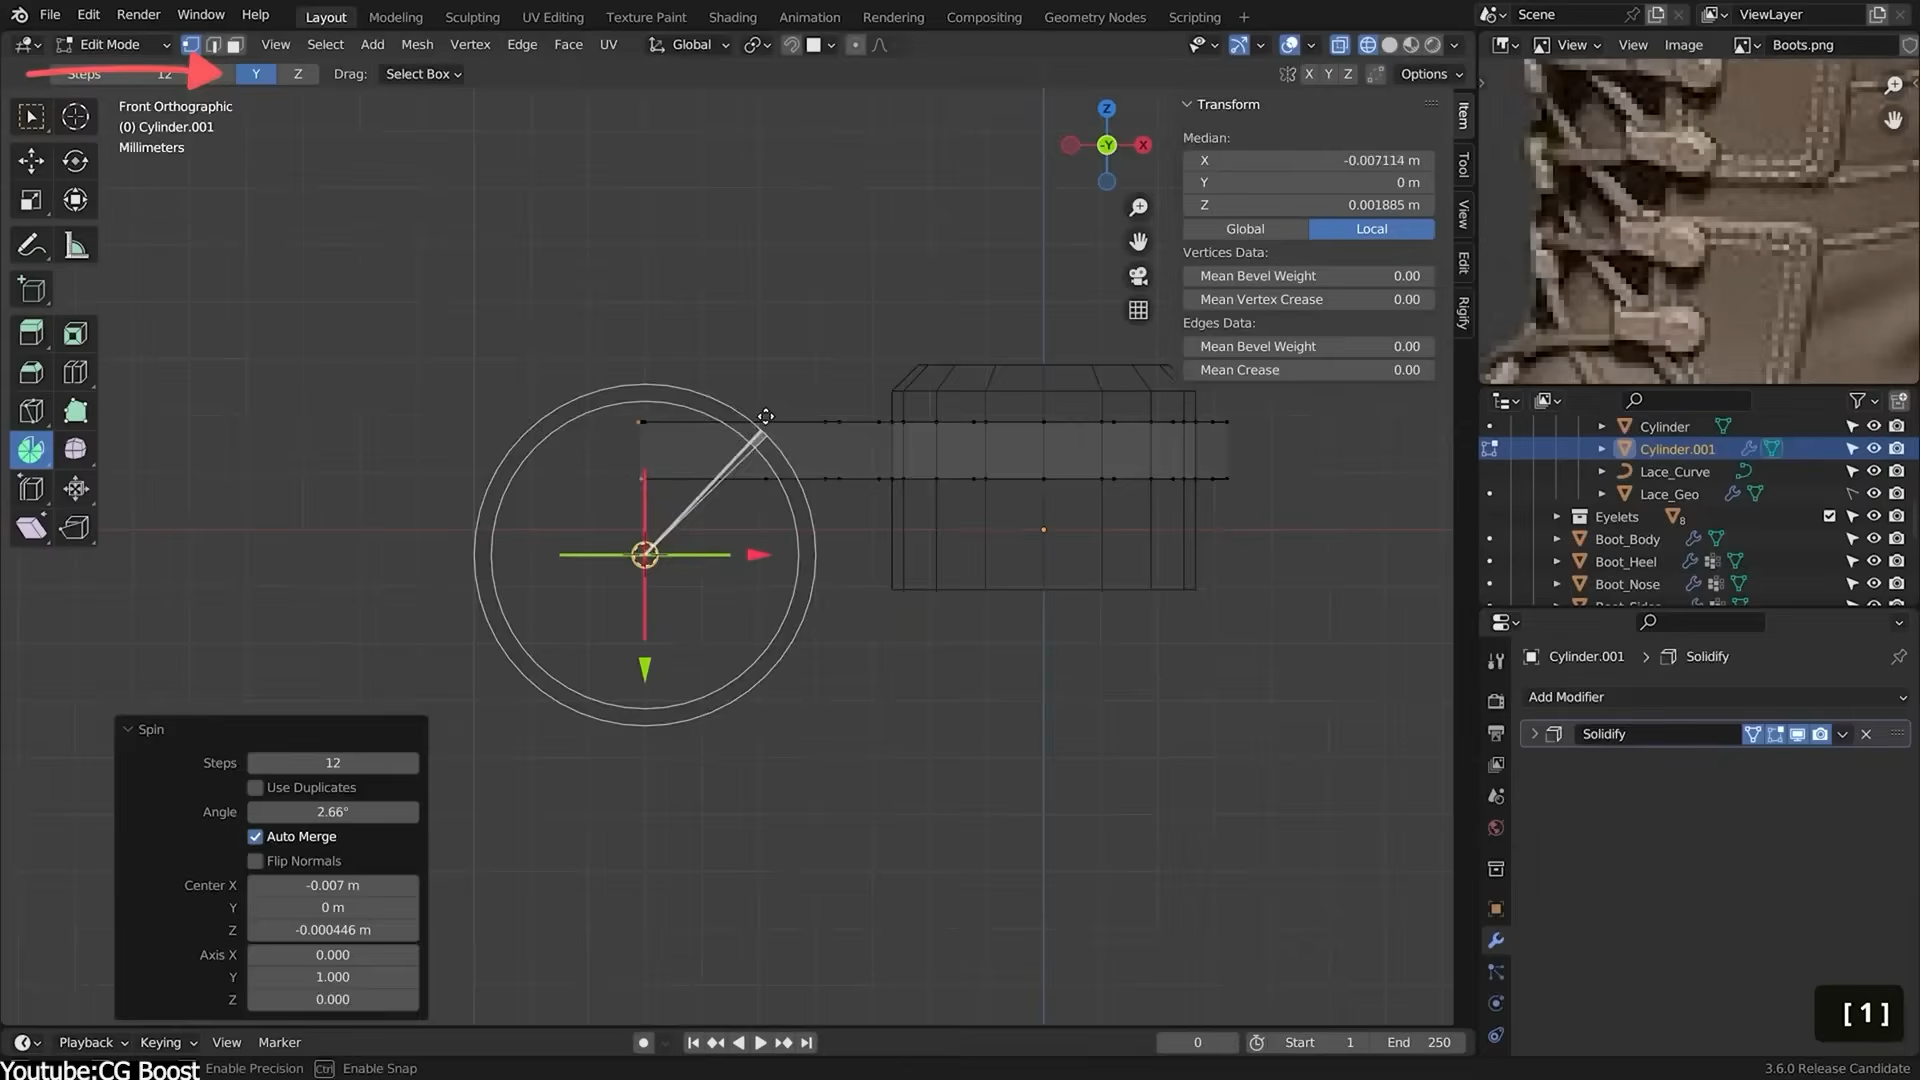 File Edit Render Window Help Layout Modeling Sculpting UV Editing Texture Paint Shading Animation Rendering Compositing Geometry Nodes Scripting + Scene ViewLayer
Edit Mode View Select Add Mesh Vertex Edge Face UV Global View View Image Boots.png
Steps 12 Y Z Drag: Select Box X Y Z Options
Front Orthographic
(0) Cylinder.001
Millimeters
Z
-Y
X
Transform
Median:
X -0.007114 m
Y 0 m
Z 0.001885 m
Global Local
Vertices Data:
Mean Bevel Weight 0.00
Mean Vertex Crease 0.00
Edges Data:
Mean Bevel Weight 0.00
Mean Crease 0.00
Item
Tool
View
Edit
Rigify
Cylinder
Cylinder.001
Lace_Curve
Lace_Geo
Eyelets 8
Boot_Body
Boot_Heel
Boot_Nose
Cylinder.001 Solidify
Add Modifier
Solidify
Spin
Steps 12
Use Duplicates
Angle 2.66°
Auto Merge
Flip Normals
Center X -0.007 m
Y 0 m
Z -0.000446 m
Axis X 0.000
Y 1.000
Z 0.000
[ 1 ]
Playback Keying View Marker 0 Start 1 End 250
Youtube:CG Boost Enable Precision Ctrl Enable Snap 3.6.0 Release Candidate